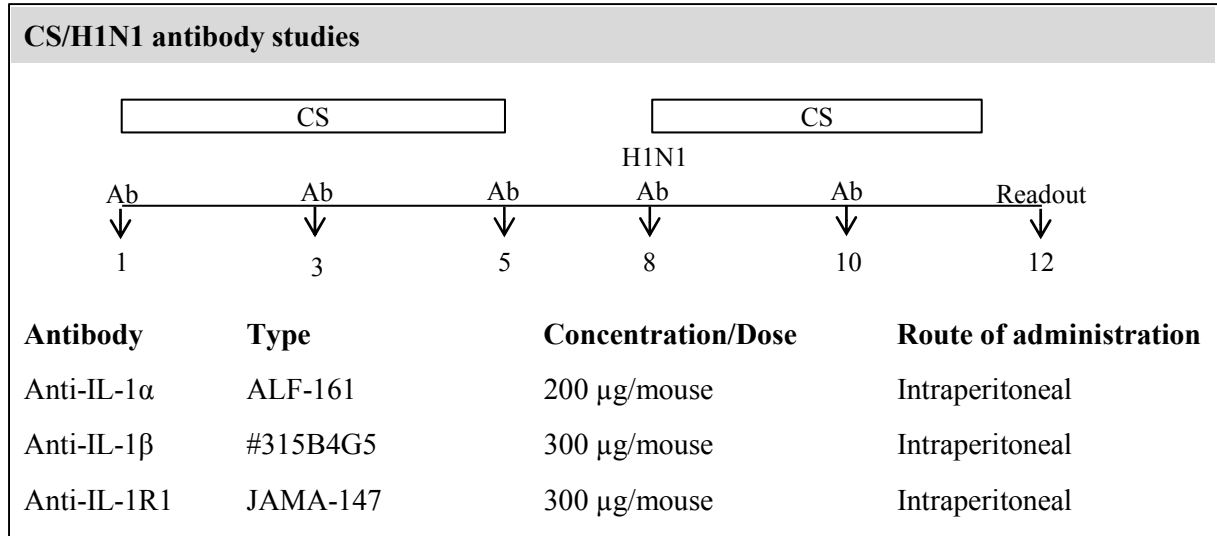 CS/H1N1 antibody studies
CS CS
H1N1
Ab Ab Ab Ab Ab Readout
1 3 5 8 10 12
Antibody Type Concentration/Dose Route of administration
Anti-IL-1α ALF-161 200 µg/mouse Intraperitoneal
Anti-IL-1β #315B4G5 300 µg/mouse Intraperitoneal
Anti-IL-1R1 JAMA-147 300 µg/mouse Intraperitoneal